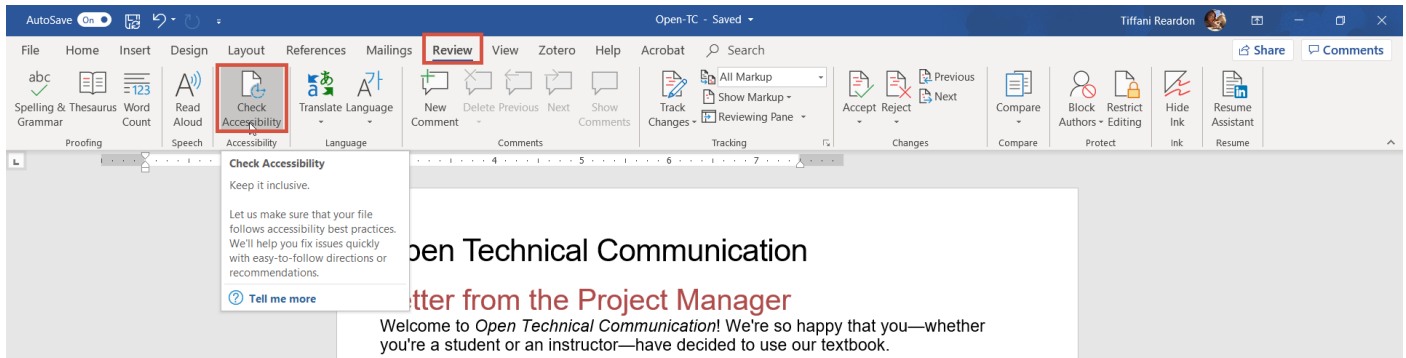 AutoSave On Open-TC - Saved Tiffani Reardon
File Home Insert Design Layout References Mailings Review View Zotero Help Acrobat Search Share Comments
abc
Spelling & Grammar
Thesaurus
123
Word Count
Proofing
A
Read Aloud
Speech
Check Accessibility
Accessibility
あ
a
Translate
A
Language
Language
New Comment
Delete
Previous
Next
Show Comments
Comments
Track Changes
All Markup
Show Markup
Reviewing Pane
Tracking
Accept
Reject
Previous
Next
Changes
Compare
Compare
Block Authors
Restrict Editing
Protect
Hide Ink
Ink
Resume Assistant
Resume
L
4 5 6 7
Check Accessibility
Keep it inclusive.
Let us make sure that your file
follows accessibility best practices.
We'll help you fix issues quickly
with easy-to-follow directions or
recommendations.
? Tell me more
pen Technical Communication
tter from the Project Manager
Welcome to Open Technical Communication! We're so happy that you—whether
you're a student or an instructor—have decided to use our textbook.